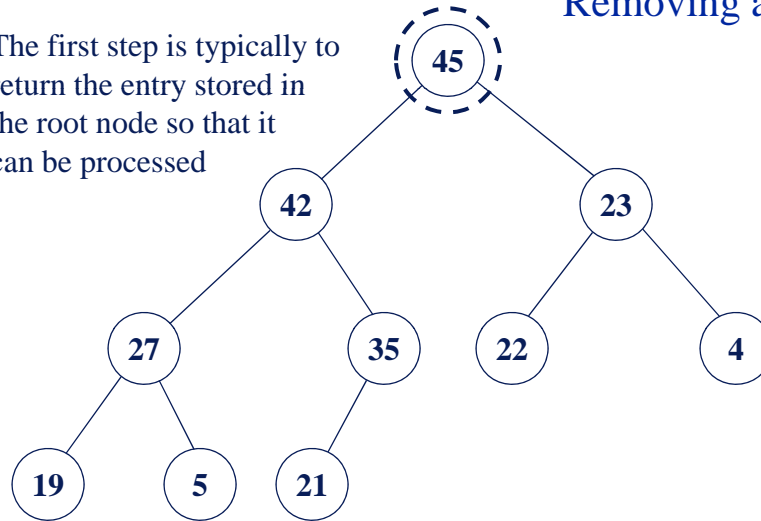 Removing a
The first step is typically to
return the entry stored in
the root node so that it
can be processed
45
42
23
27
35
22
4
19
5
21